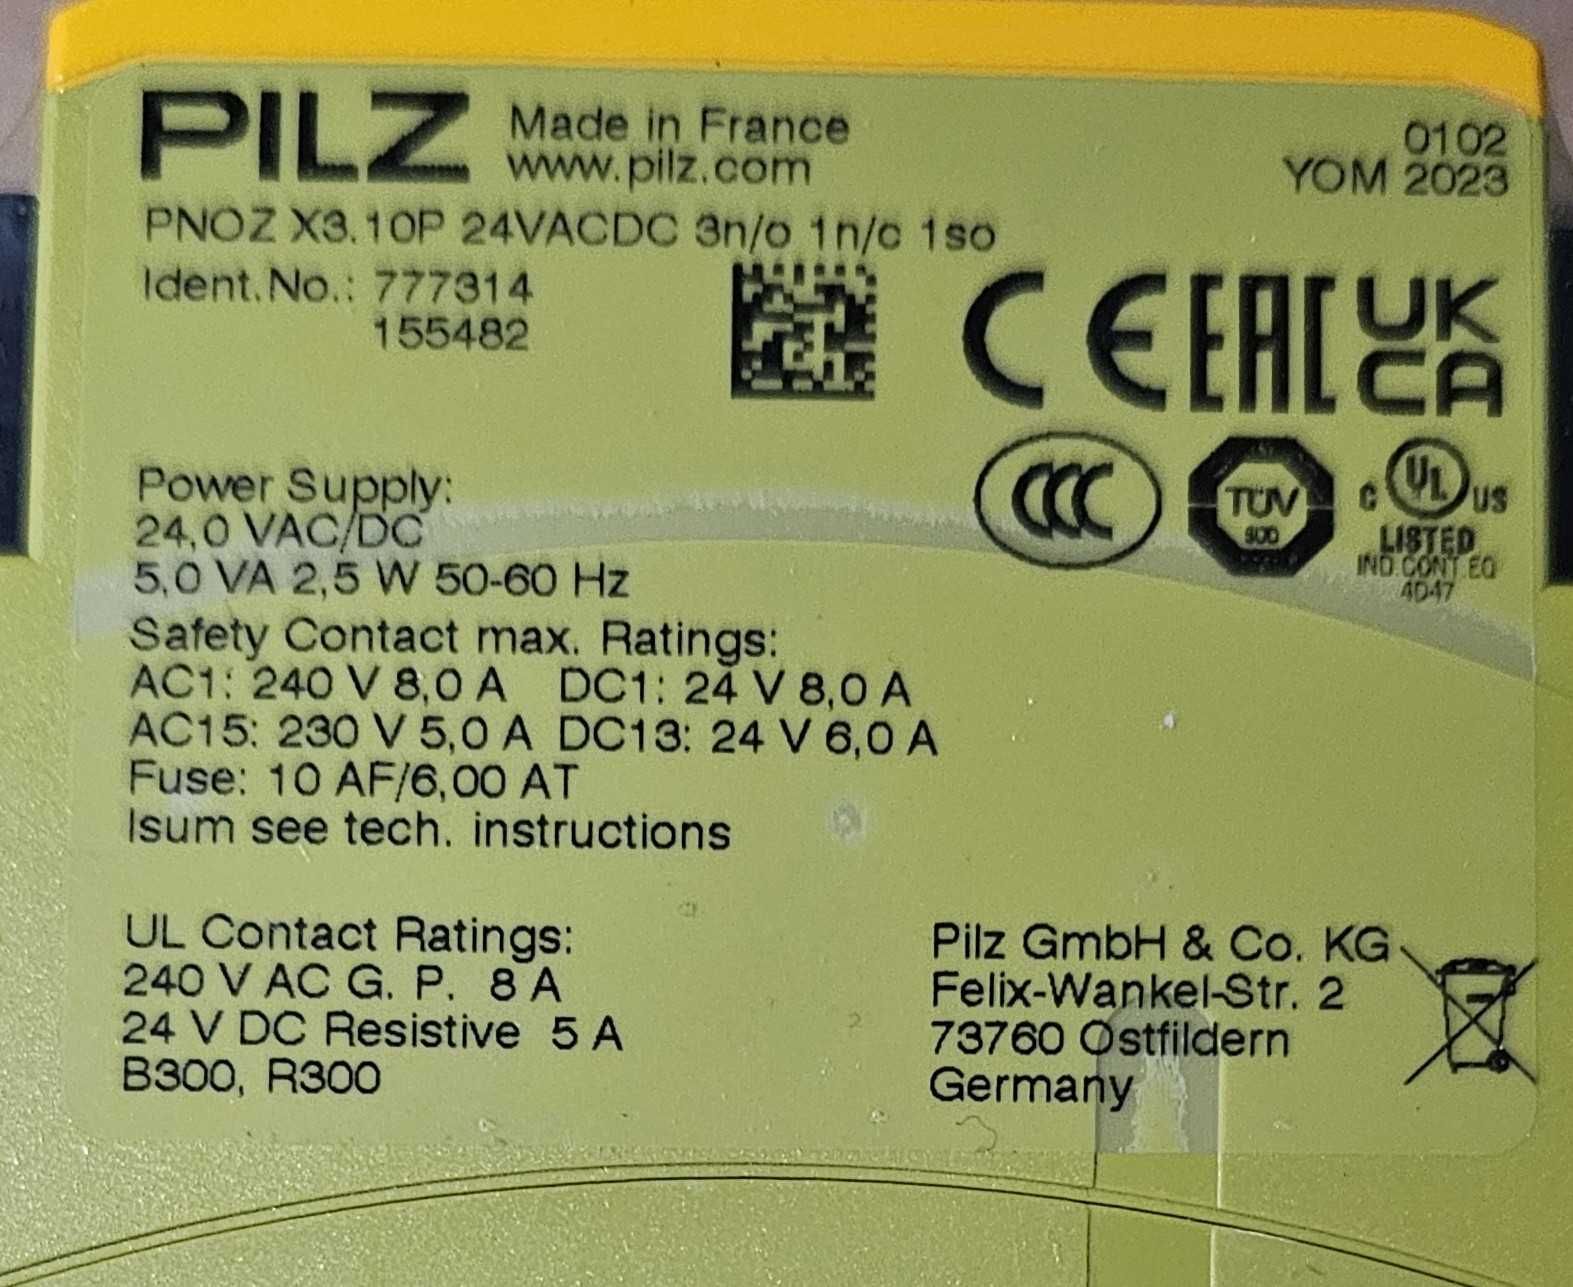 PILZ
Made in France
www.pilz.com
0102
YOM 2023
PNOZ X3.10P 24VACDC 3n/o 1n/c 1so
Ident.No.: 777314
155482
CE EAC UK CA
Power Supply:
24,0 VAC/DC
5,0 VA 2,5 W 50-60 Hz
CCC
TÜV
SÜD
C UL US
LISTED
IND.CONT.EQ
4D47
Safety Contact max. Ratings:
AC1: 240 V 8,0 A DC1: 24 V 8,0 A
AC15: 230 V 5,0 A DC13: 24 V 6,0 A
Fuse: 10 AF/6,00 AT
Isum see tech. instructions
UL Contact Ratings:
240 V AC G. P. 8 A
24 V DC Resistive 5 A
B300, R300
Pilz GmbH & Co. KG
Felix-Wankel-Str. 2
73760 Ostfildern
Germany